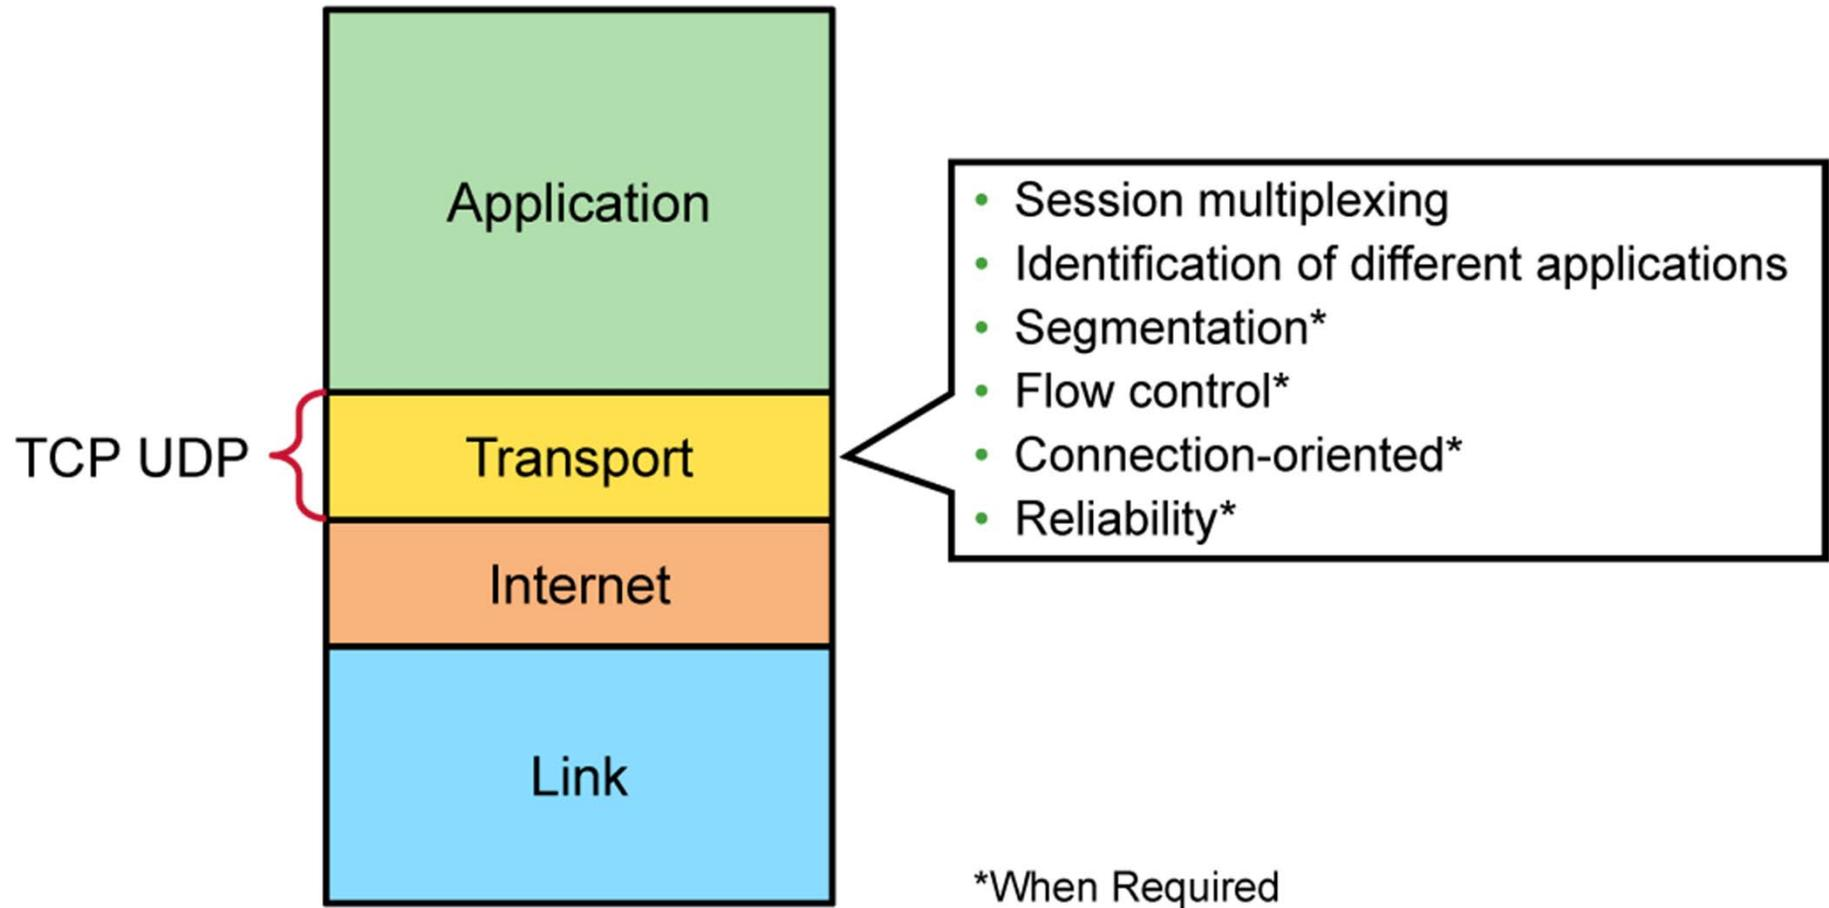 Application
TCP UDP
Transport
Internet
Link
• Session multiplexing
• Identification of different applications
• Segmentation*
• Flow control*
• Connection-oriented*
• Reliability*
*When Required